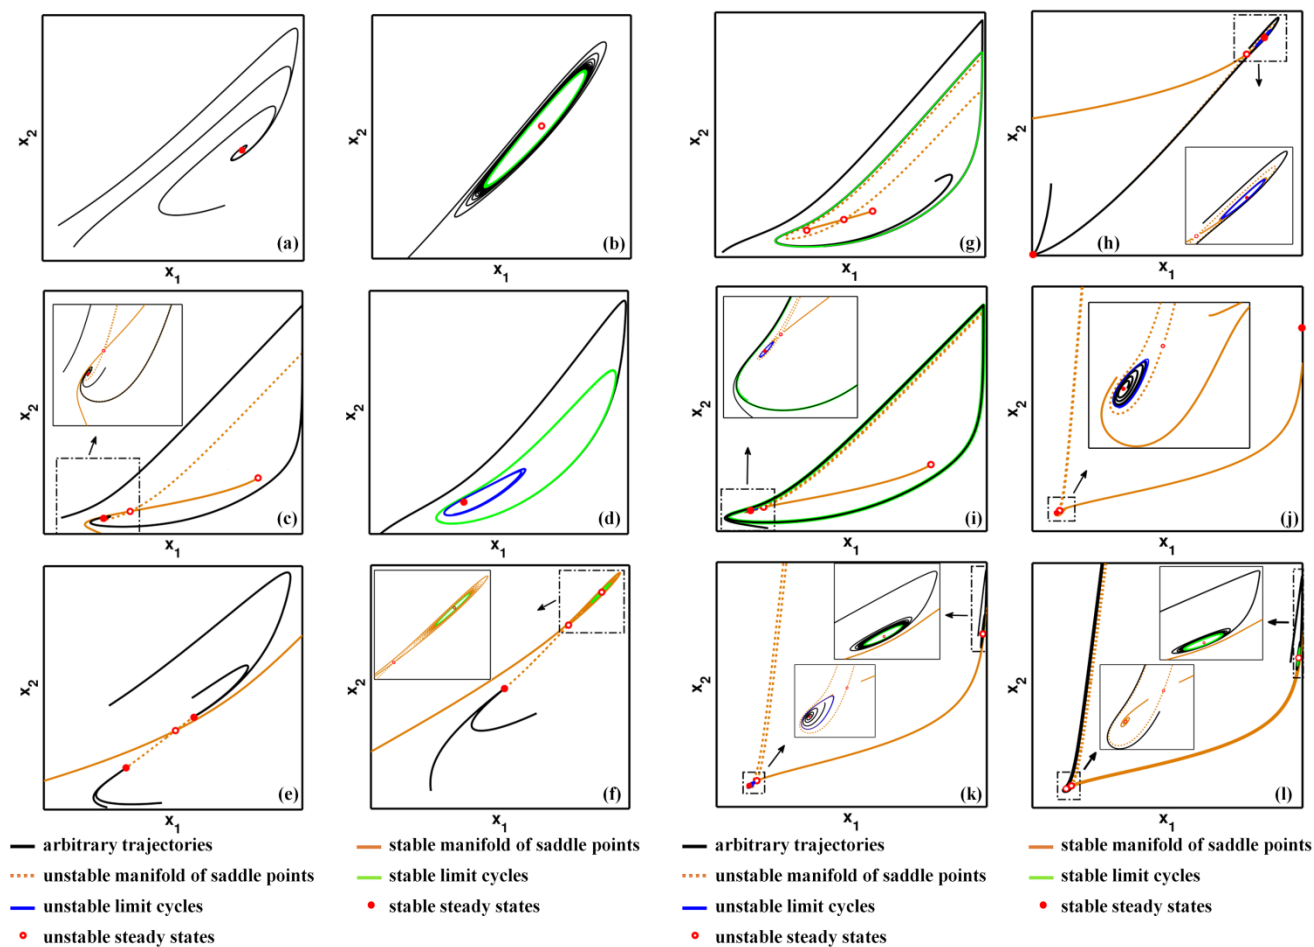 x2
(a)
x1
x2
(b)
x1
x2
(g)
x1
x2
(h)
x1
x2
(c)
x1
x2
(d)
x1
x2
(i)
x1
x2
(j)
x1
x2
(e)
x1
x2
(f)
x1
x2
(k)
x1
x2
(l)
x1
arbitrary trajectories
unstable manifold of saddle points
unstable limit cycles
unstable steady states
stable manifold of saddle points
stable limit cycles
stable steady states
arbitrary trajectories
unstable manifold of saddle points
unstable limit cycles
unstable steady states
stable manifold of saddle points
stable limit cycles
stable steady states